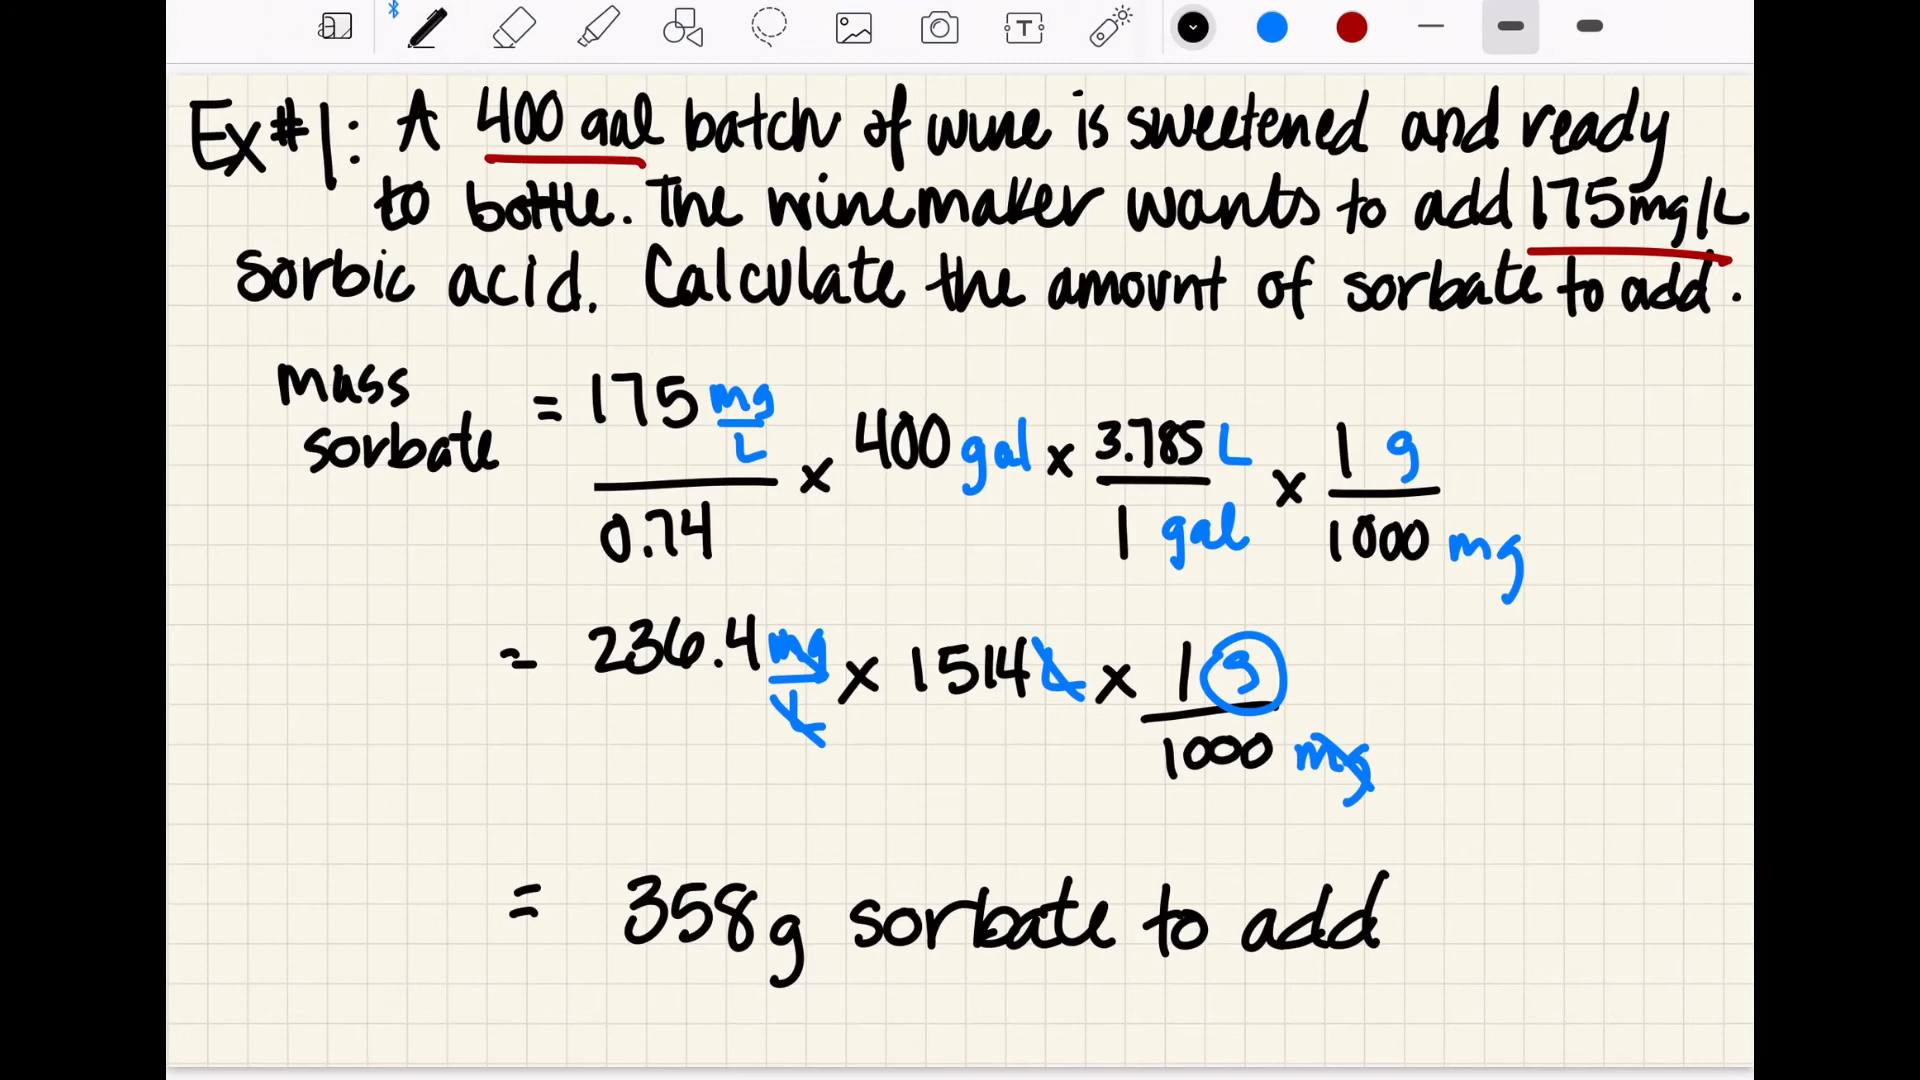 Ex #1: A 400 gal batch of wine is sweetened and ready
to bottle. The winemaker wants to add 175mg/L
sorbic acid. Calculate the amount of sorbate to add.
mass sorbate = 175 mg/L / 0.74 x 400 gal x 3.785 L / 1 gal x 1 g / 1000 mg
= 236.4 mg/L x 1514 L x 1 g / 1000 mg
= 358g sorbate to add